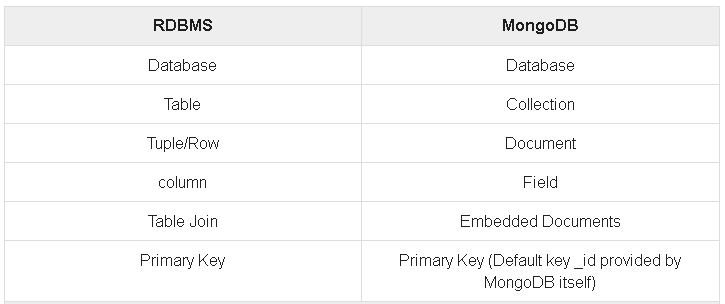 RDBMS MongoDB
Database Database
Table Collection
Tuple/Row Document
column Field
Table Join Embedded Documents
Primary Key Primary Key (Default key _id provided by
MongoDB itself)